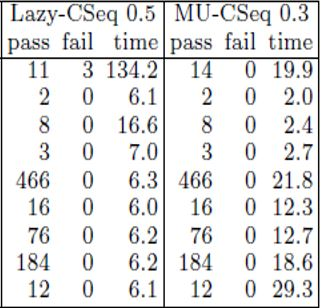 Lazy-CSeq 0.5 MU-CSeq 0.3
pass fail time pass fail time
11 3 134.2 14 0 19.9
2 0 6.1 2 0 2.0
8 0 16.6 8 0 2.4
3 0 7.0 3 0 2.7
466 0 6.3 466 0 21.8
16 0 6.0 16 0 12.3
76 0 6.2 76 0 12.7
184 0 6.2 184 0 18.6
12 0 6.1 12 0 29.3